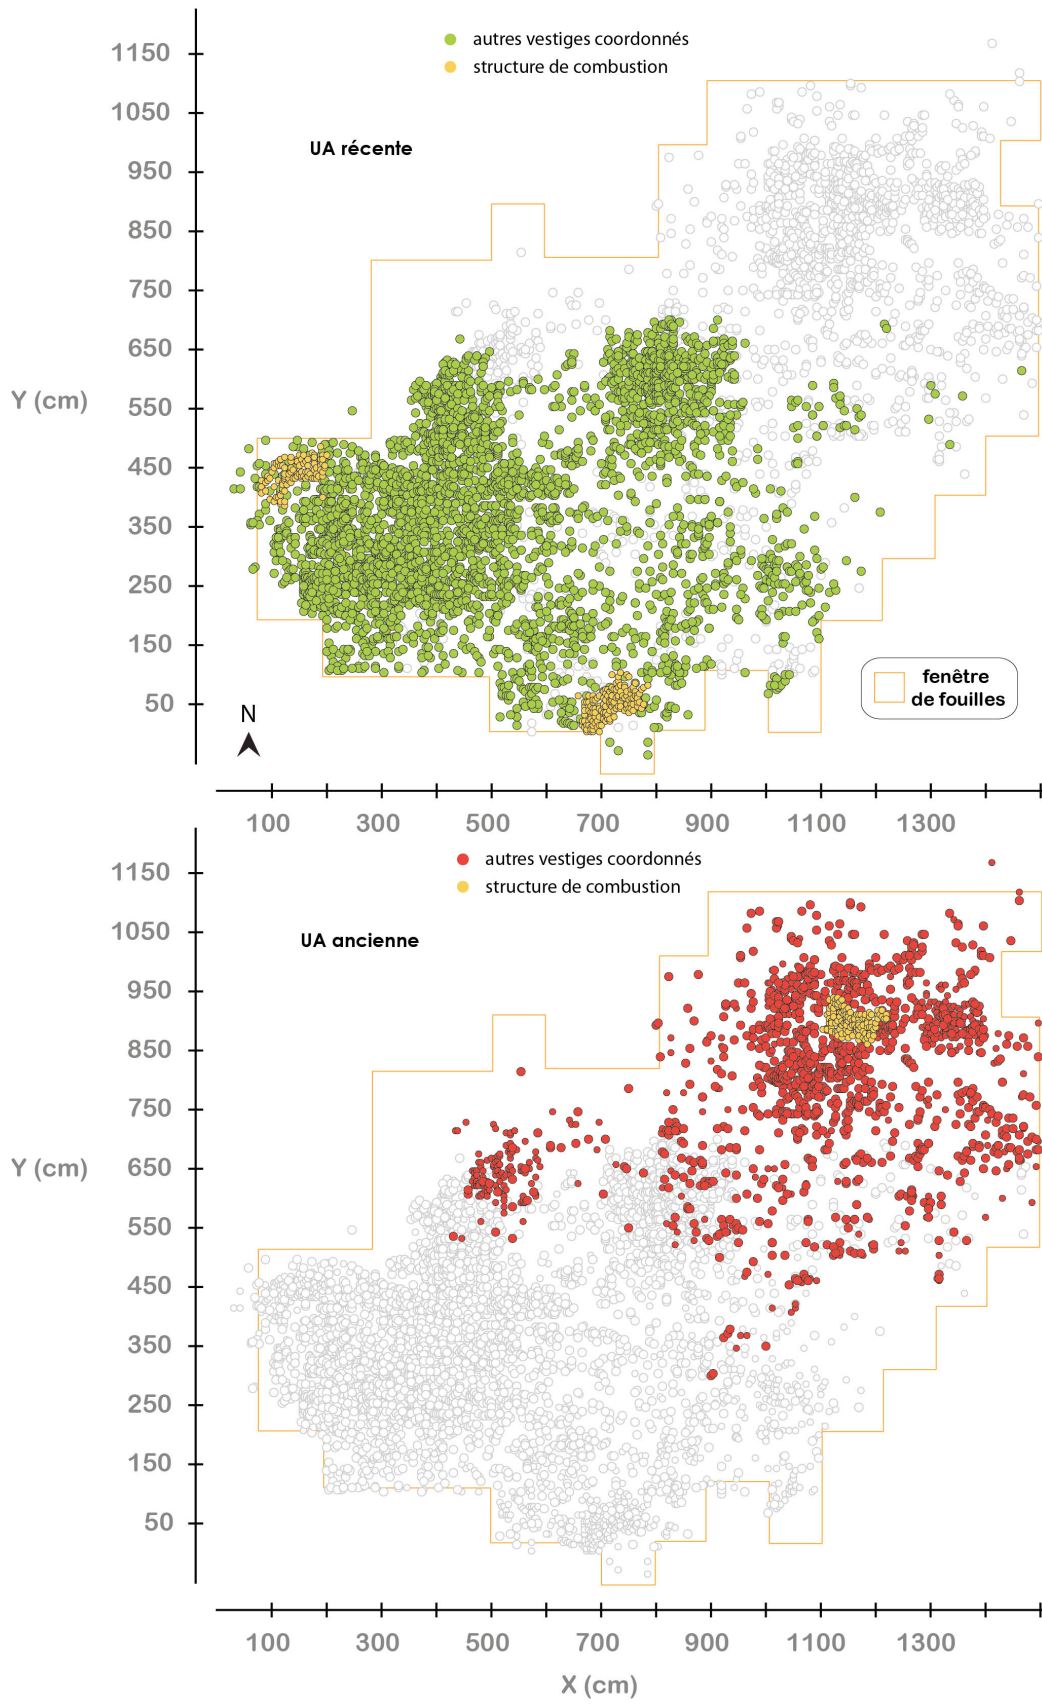 autres vestiges coordonnés
structure de combustion
UA récente
1150
1050
950
850
750
650
550
450
350
250
150
50
Y (cm)
N
fenêtre
de fouilles
100 300 500 700 900 1100 1300
autres vestiges coordonnés
structure de combustion
UA ancienne
1150
1050
950
850
750
650
550
450
350
250
150
50
Y (cm)
100 300 500 700 900 1100 1300
X (cm)